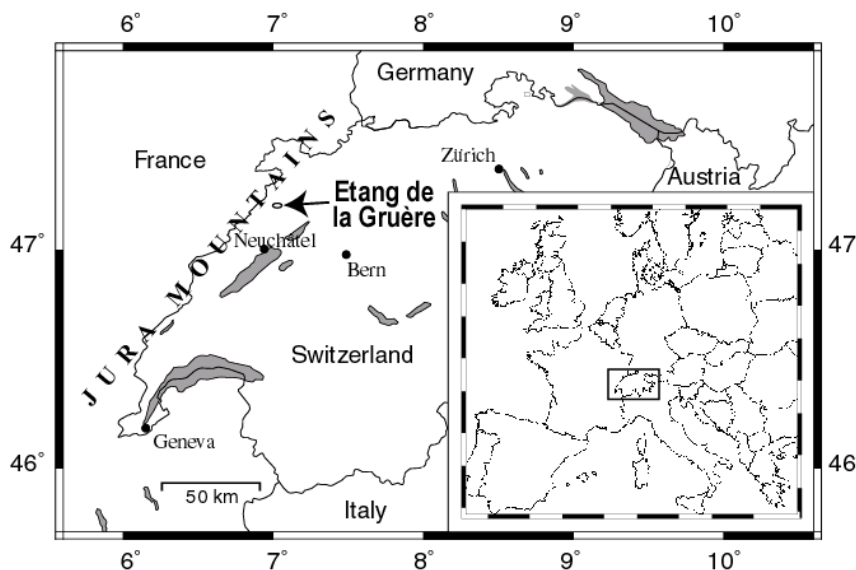 6° 7° 8° 9° 10°
Germany
France
Zürich
Austria
Etang de
la Gruère
JURA MOUNTAINS
47° 47°
Neuchâtel
Bern
Switzerland
Geneva
46° 46°
50 km
Italy
6° 7° 8° 9° 10°